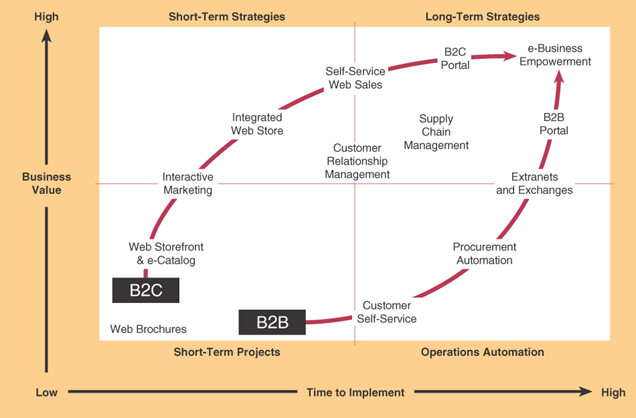 High
Short-Term Strategies
Long-Term Strategies
B2C
Portal
e-Business
Empowerment
Self-Service
Web Sales
Integrated
Web Store
Supply
Chain
Management
B2B
Portal
Customer
Relationship
Management
Business
Value
Interactive
Marketing
Extranets
and Exchanges
Web Storefront
& e-Catalog
Procurement
Automation
B2C
Customer
Self-Service
B2B
Web Brochures
Short-Term Projects
Operations Automation
Low
Time to Implement
High